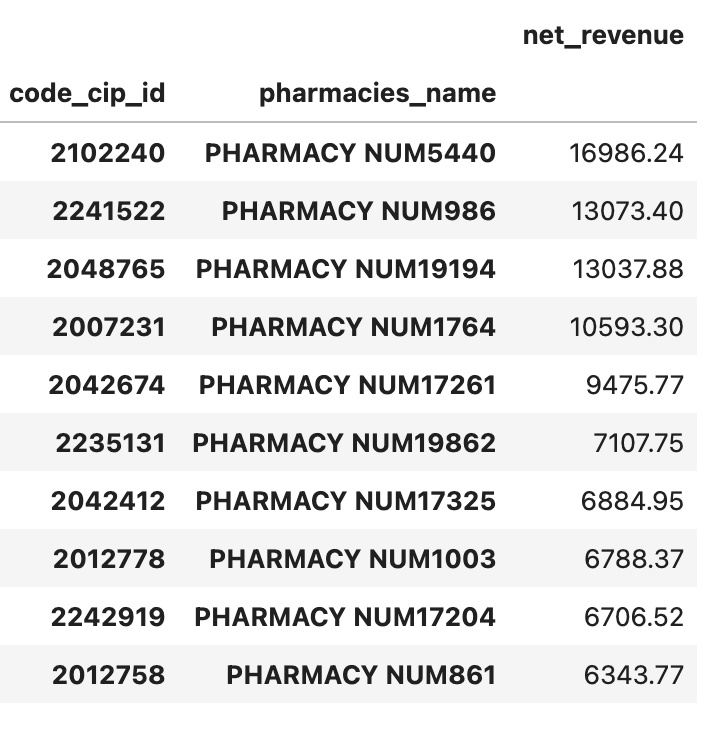 net_revenue
code_cip_id pharmacies_name
2102240 PHARMACY NUM5440 16986.24
2241522 PHARMACY NUM986 13073.40
2048765 PHARMACY NUM19194 13037.88
2007231 PHARMACY NUM1764 10593.30
2042674 PHARMACY NUM17261 9475.77
2235131 PHARMACY NUM19862 7107.75
2042412 PHARMACY NUM17325 6884.95
2012778 PHARMACY NUM1003 6788.37
2242919 PHARMACY NUM17204 6706.52
2012758 PHARMACY NUM861 6343.77